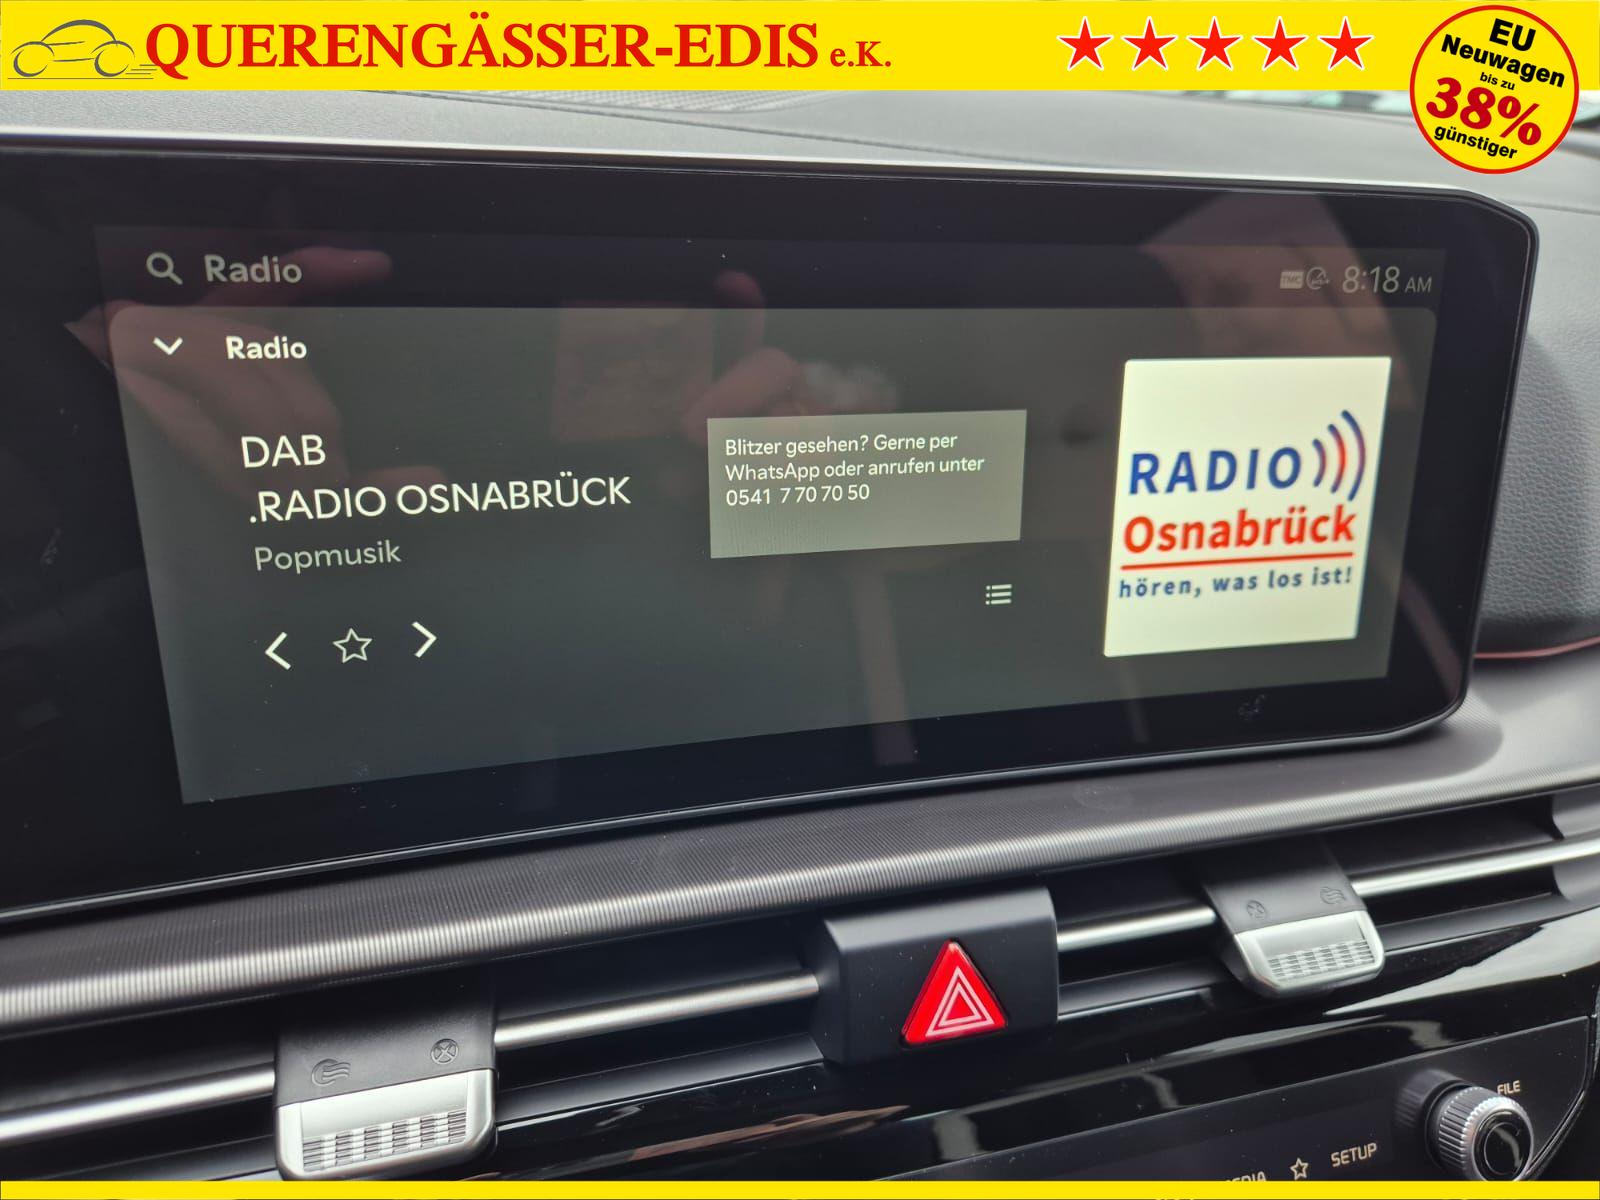 QUERENGÄSSER-EDIS e.K.
EU
Neuwagen
bis zu
38%
günstiger
Radio
TMC
8:18 AM
Radio
DAB
.RADIO OSNABRÜCK
Popmusik
Blitzer gesehen? Gerne per
WhatsApp oder anrufen unter
0541 7 70 70 50
RADIO
Osnabrück
hören, was los ist!
FILE
SETUP